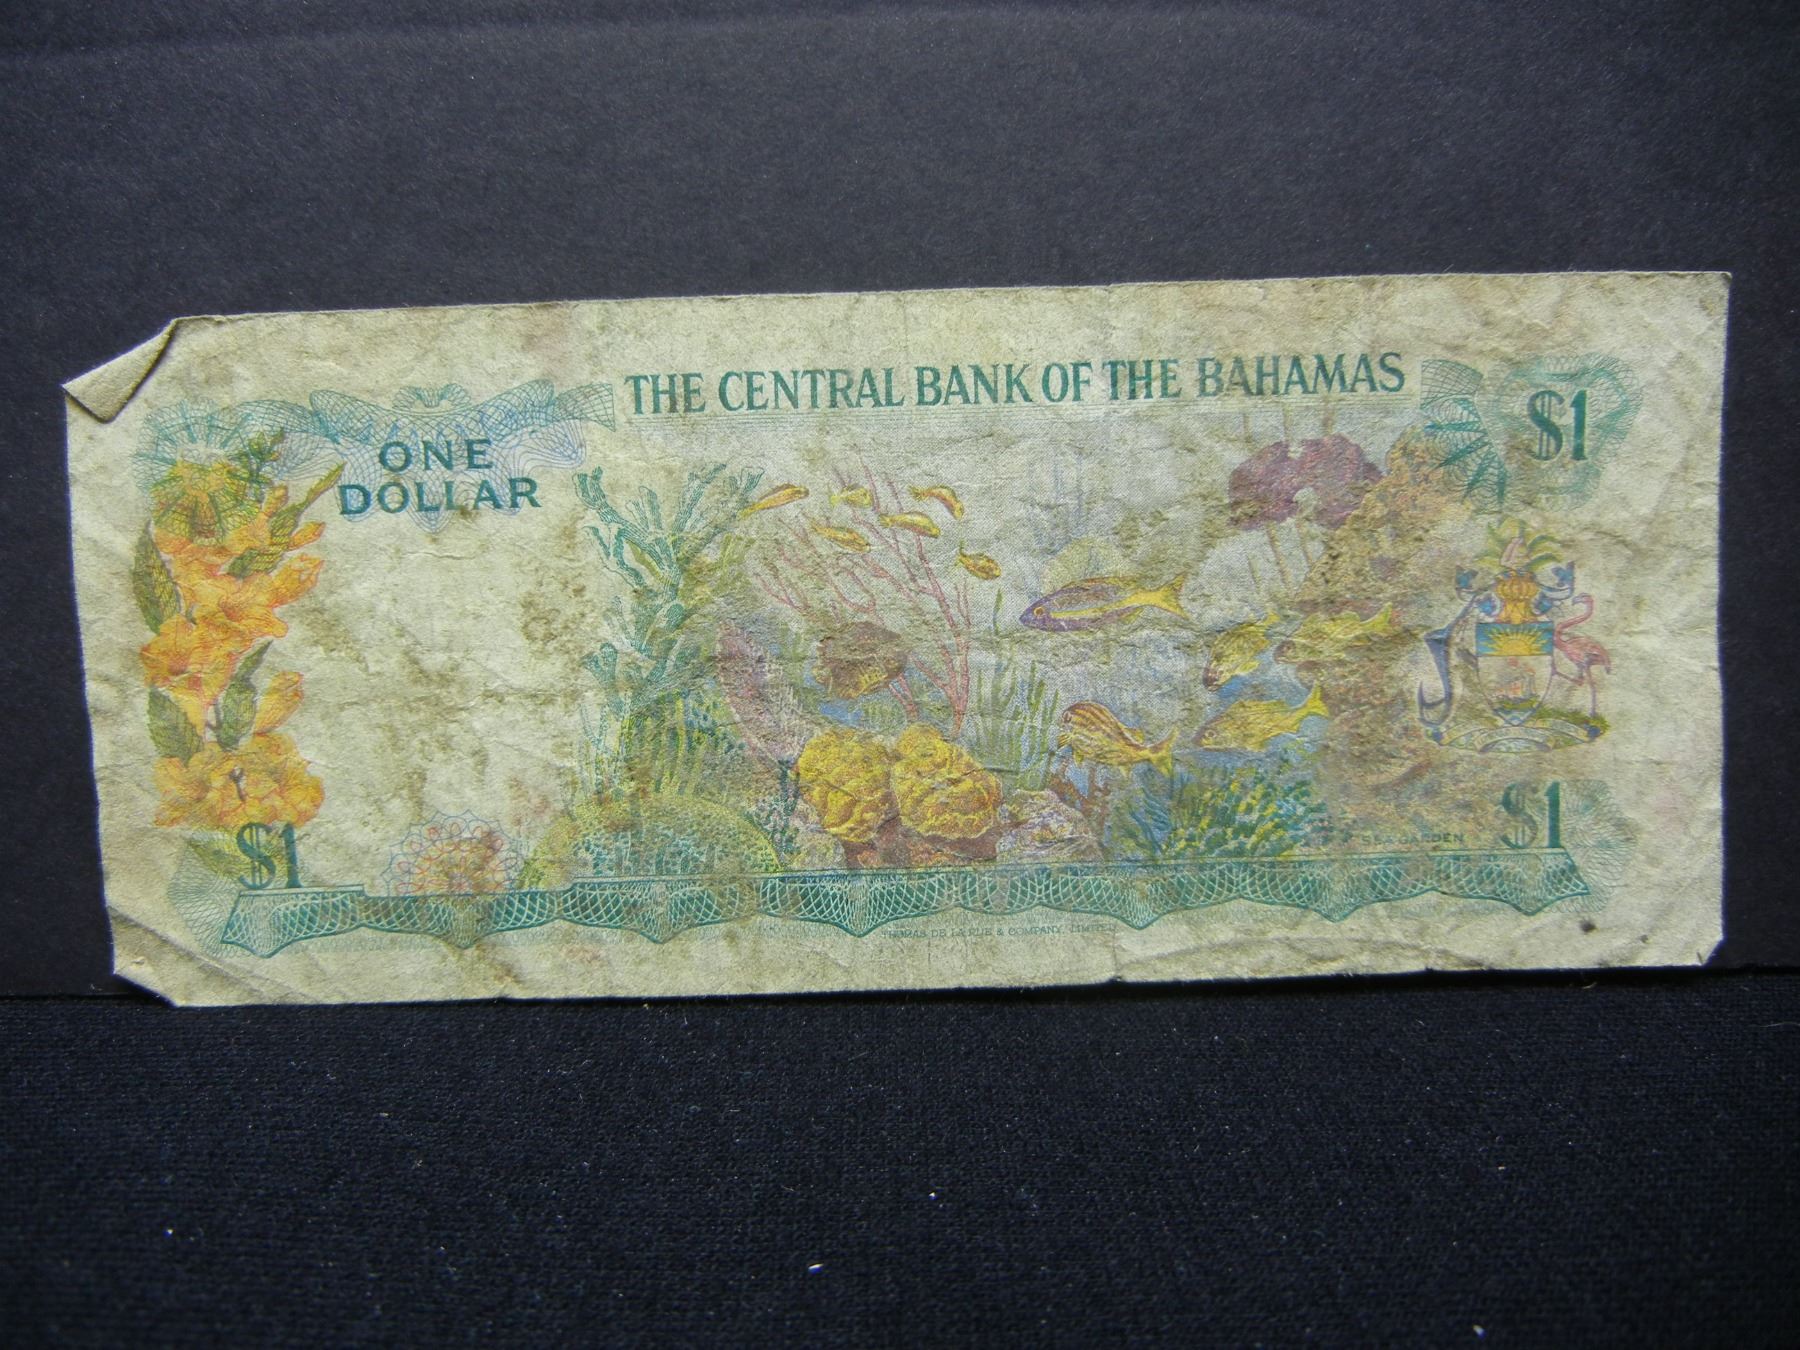 THE CENTRAL BANK OF THE BAHAMAS
$1
ONE
DOLLAR
SEA GARDEN
$1
$1
THOMAS DE LA RUE & COMPANY, LIMITED